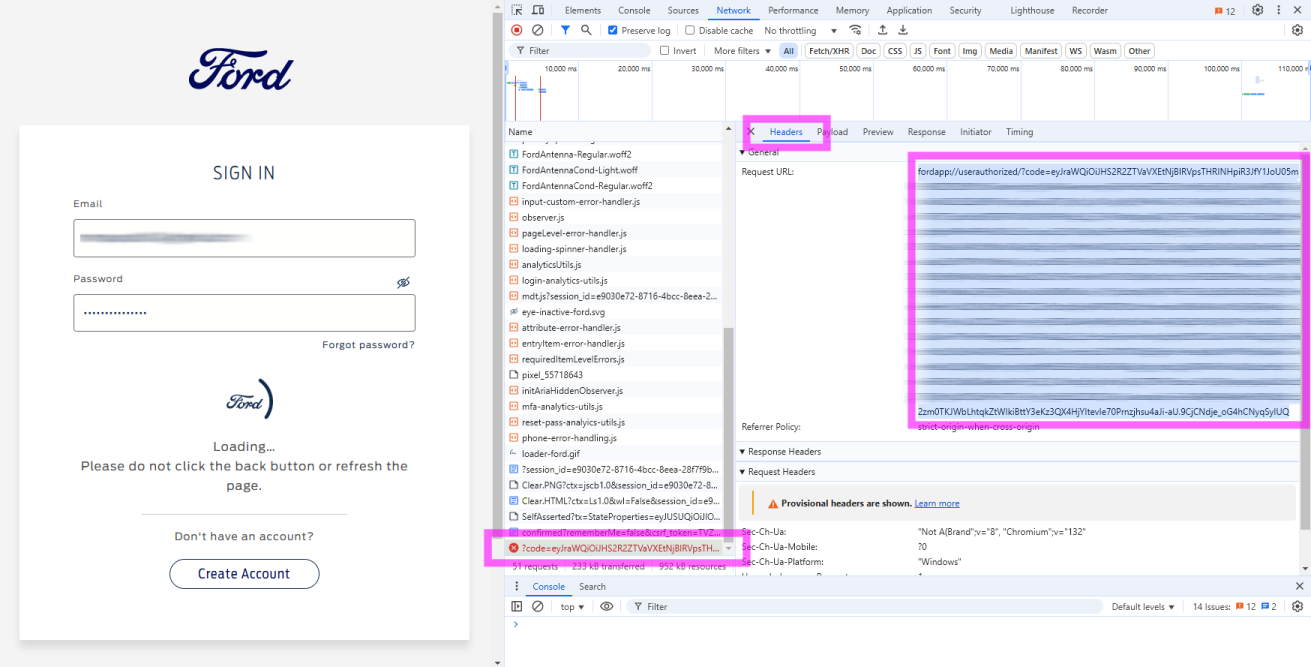 Ford
SIGN IN
Email
Password
••••••••••••••
Forgot password?
Ford
Loading...
Please do not click the back button or refresh the
page.
Don't have an account?
Create Account
Elements Console Sources Network Performance Memory Application Security Lighthouse Recorder 12
Preserve log Disable cache No throttling
Filter Invert More filters All Fetch/XHR Doc CSS JS Font Img Media Manifest WS Wasm Other
10,000 ms 20,000 ms 30,000 ms 40,000 ms 50,000 ms 60,000 ms 70,000 ms 80,000 ms 90,000 ms 100,000 ms 110,0
Name
FordAntenna-Regular.woff2
FordAntennaCond-Light.woff
FordAntennaCond-Regular.woff2
input-custom-error-handler.js
observer.js
pageLevel-error-handler.js
loading-spinner-handler.js
analyticsUtils.js
login-analytics-utils.js
mdt.js?session_id=e9030e72-8716-4bcc-8eea-2...
eye-inactive-ford.svg
attribute-error-handler.js
entryItem-error-handler.js
requiredItemLevelErrors.js
pixel_55718643
initAriaHiddenObserver.js
mfa-analytics-utils.js
reset-pass-analyics-utils.js
phone-error-handling.js
loader-ford.gif
?session_id=e9030e72-8716-4bcc-8eea-28f7f9b...
Clear.PNG?ctx=jscb1.0&session_id=e9030e72-8...
Clear.HTML?ctx=Ls1.0&wl=False&session_id=e9...
SelfAsserted?tx=StateProperties=eyJUSUQiOiJIO...
confirmed?rememberMe=false&csrf_token=TVZ...
?code=eyJraWQiOiJHS2R2ZTVaVXEtNjBIRVpsTH...
51 requests 233 kB transferred 952 kB resources
Headers Payload Preview Response Initiator Timing
General
Request URL: fordapp://userauthorized/?code=eyJraWQiOiJHS2R2ZTVaVXEtNjBIRVpsTHRINHpiR3JfY1JoU05m
2zm0TKJWbLhtqkZtWIkiBttY3eKz3QX4HjYItevIe70Prnzjhsu4aJi-aU.9CjCNdje_oG4hCNyqSyIUQ
Referrer Policy: strict-origin-when-cross-origin
Response Headers
Request Headers
Provisional headers are shown. Learn more
Sec-Ch-Ua: "Not A(Brand";v="8", "Chromium";v="132"
Sec-Ch-Ua-Mobile: ?0
Sec-Ch-Ua-Platform: "Windows"
Console Search
top Filter Default levels 14 Issues: 12 2